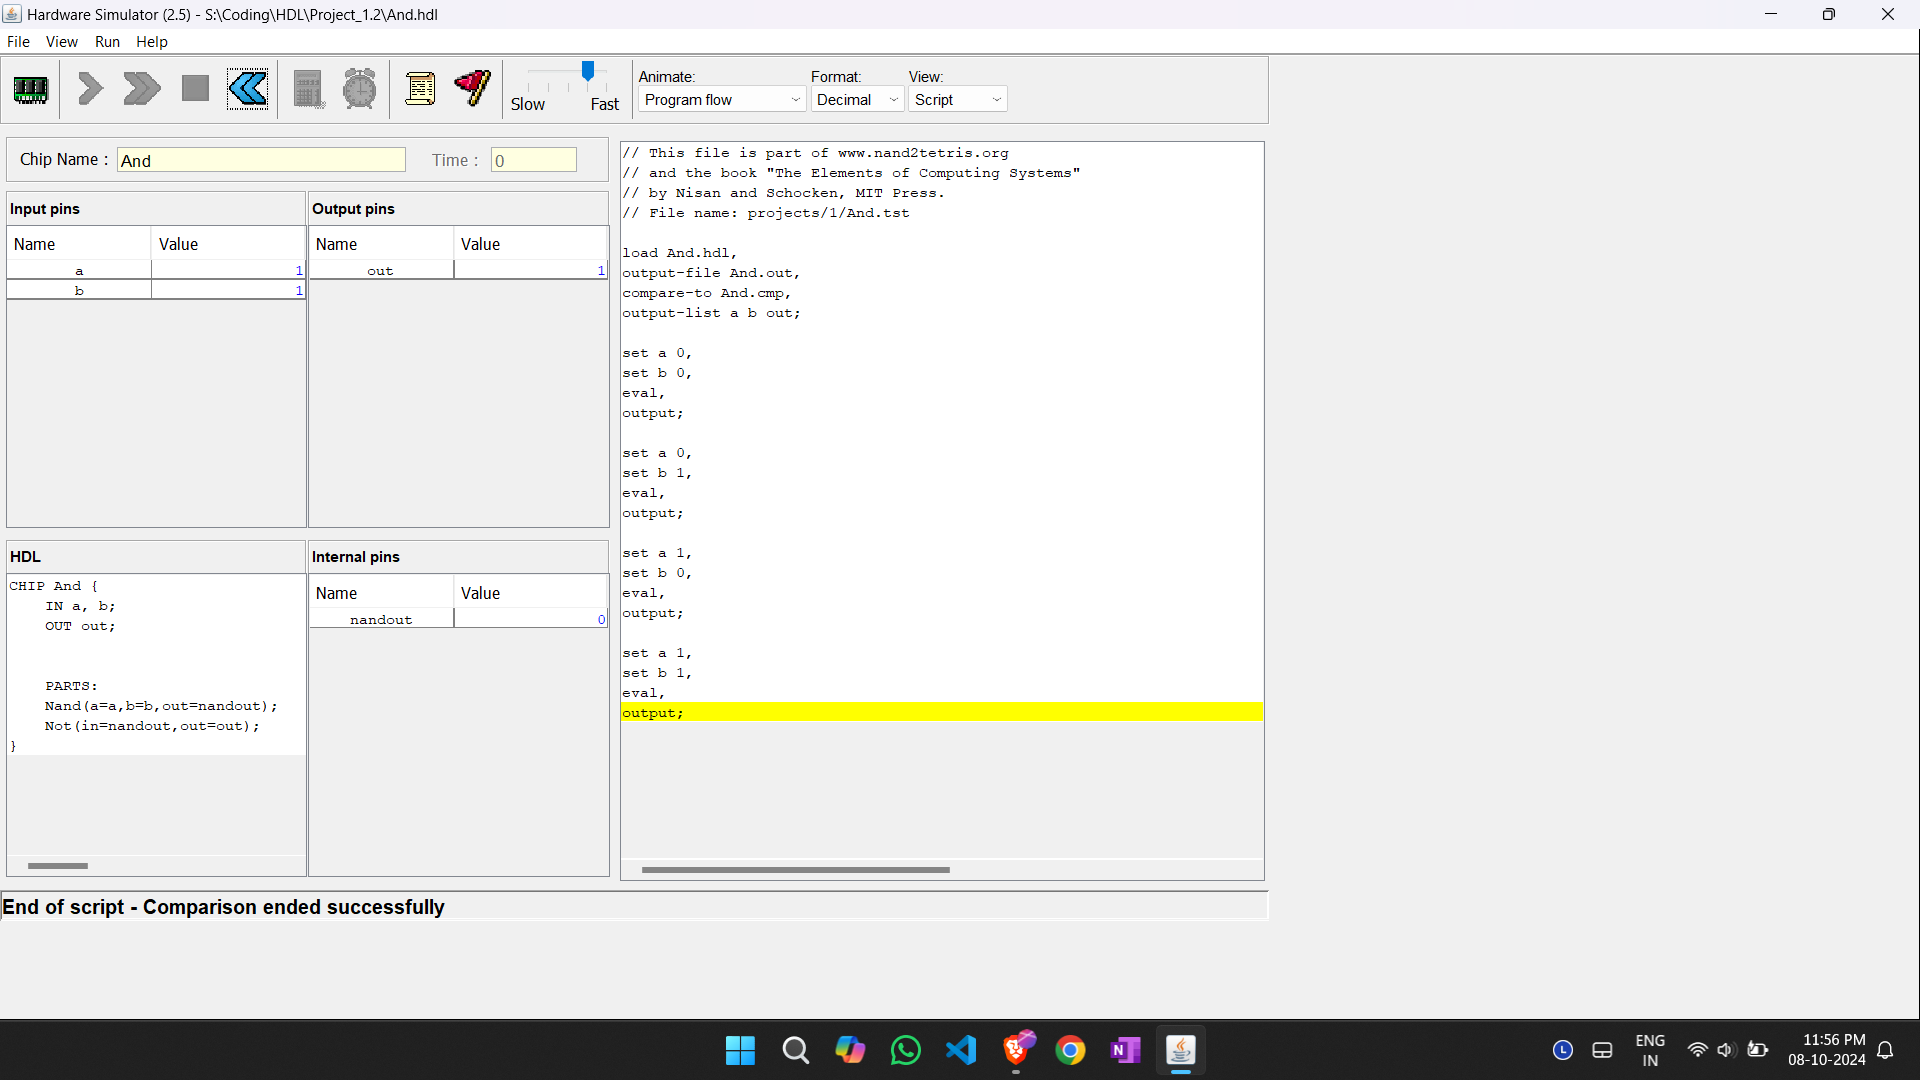 Hardware Simulator (2.5) - S:\Coding\HDL\Project_1.2\And.hdl
File View Run Help
Slow Fast
Animate: Format: View:
Program flow Decimal Script
Chip Name : And Time : 0
Input pins Output pins
Name Value Name Value
a 1 out 1
b 1
HDL Internal pins
CHIP And { Name Value
IN a, b; nandout 0
OUT out;
PARTS:
Nand(a=a,b=b,out=nandout);
Not(in=nandout,out=out);
}
// This file is part of www.nand2tetris.org
// and the book "The Elements of Computing Systems"
// by Nisan and Schocken, MIT Press.
// File name: projects/1/And.tst
load And.hdl,
output-file And.out,
compare-to And.cmp,
output-list a b out;
set a 0,
set b 0,
eval,
output;
set a 0,
set b 1,
eval,
output;
set a 1,
set b 0,
eval,
output;
set a 1,
set b 1,
eval,
output;
End of script - Comparison ended successfully
N
L
ENG
IN
11:56 PM
08-10-2024